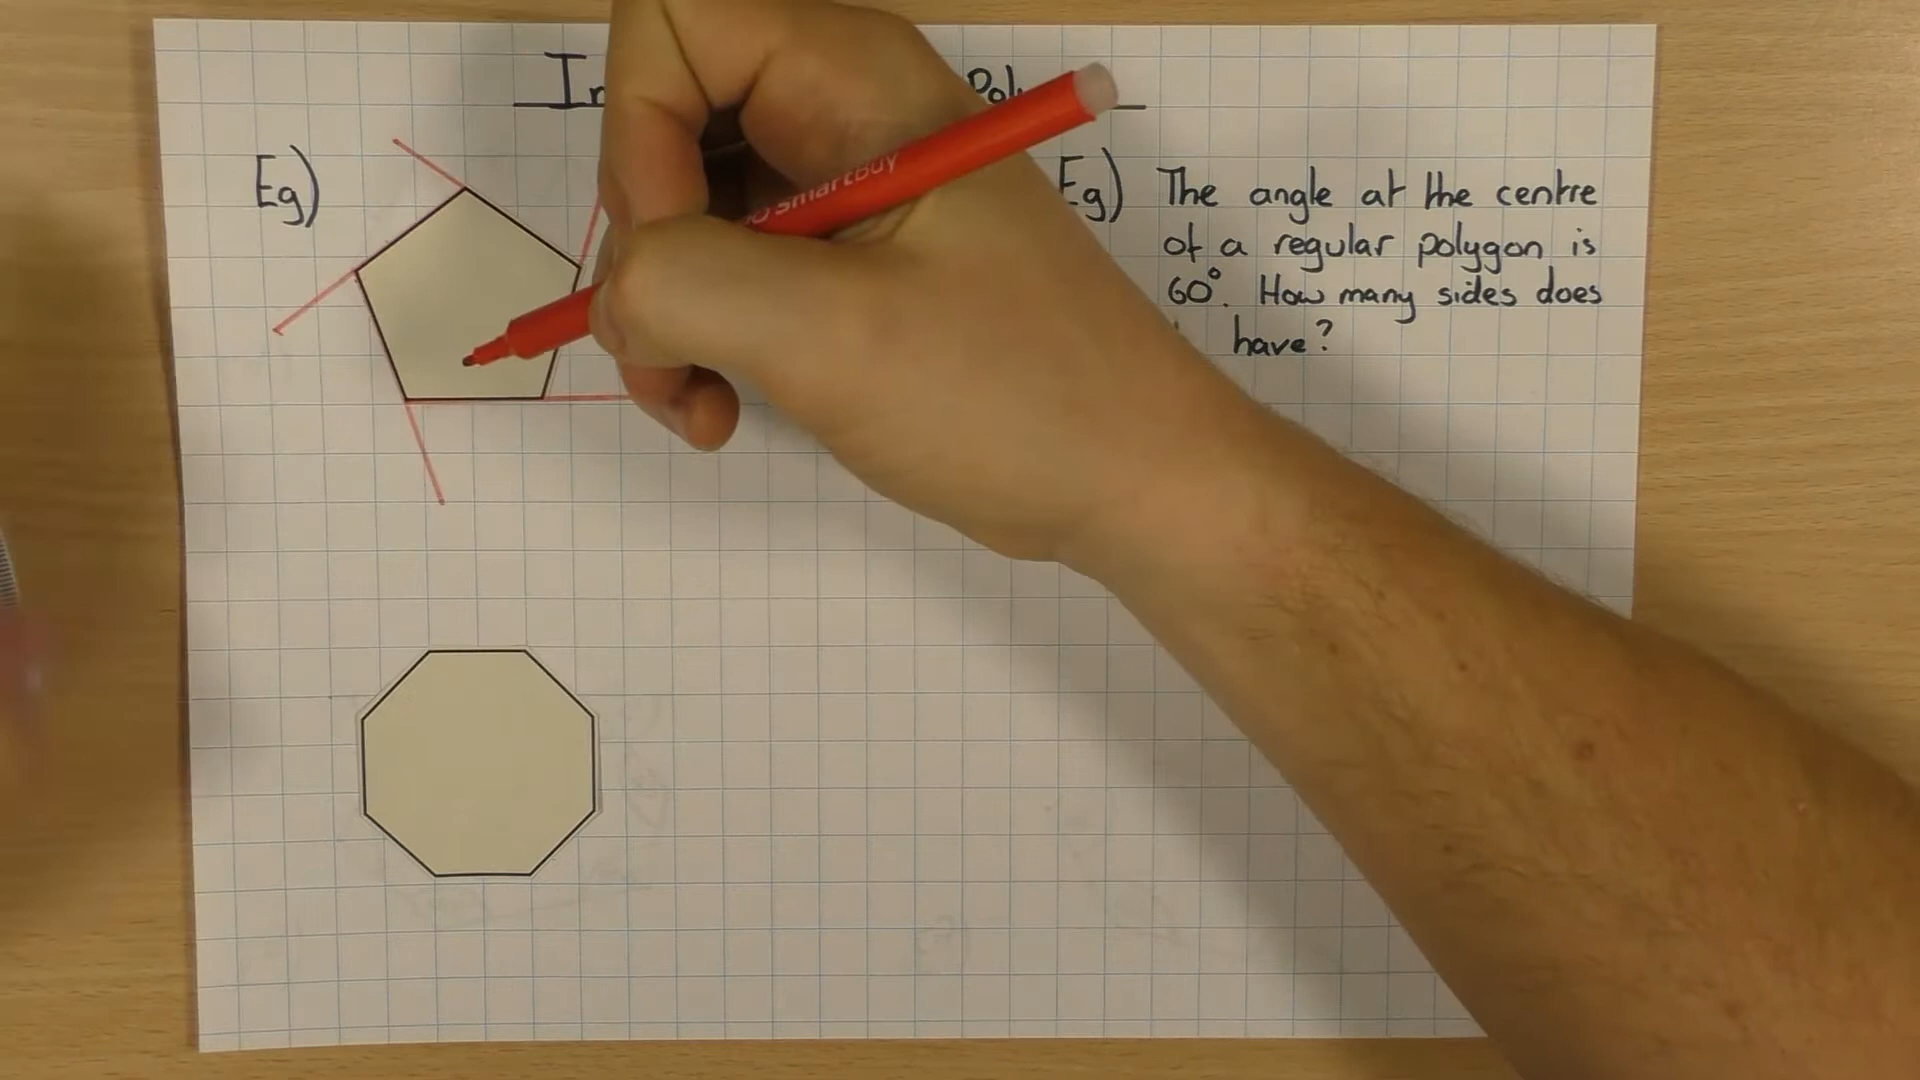 Eg)
Eg) The angle at the centre
of a regular polygon is
60°. How many sides does
have?
smartbuy